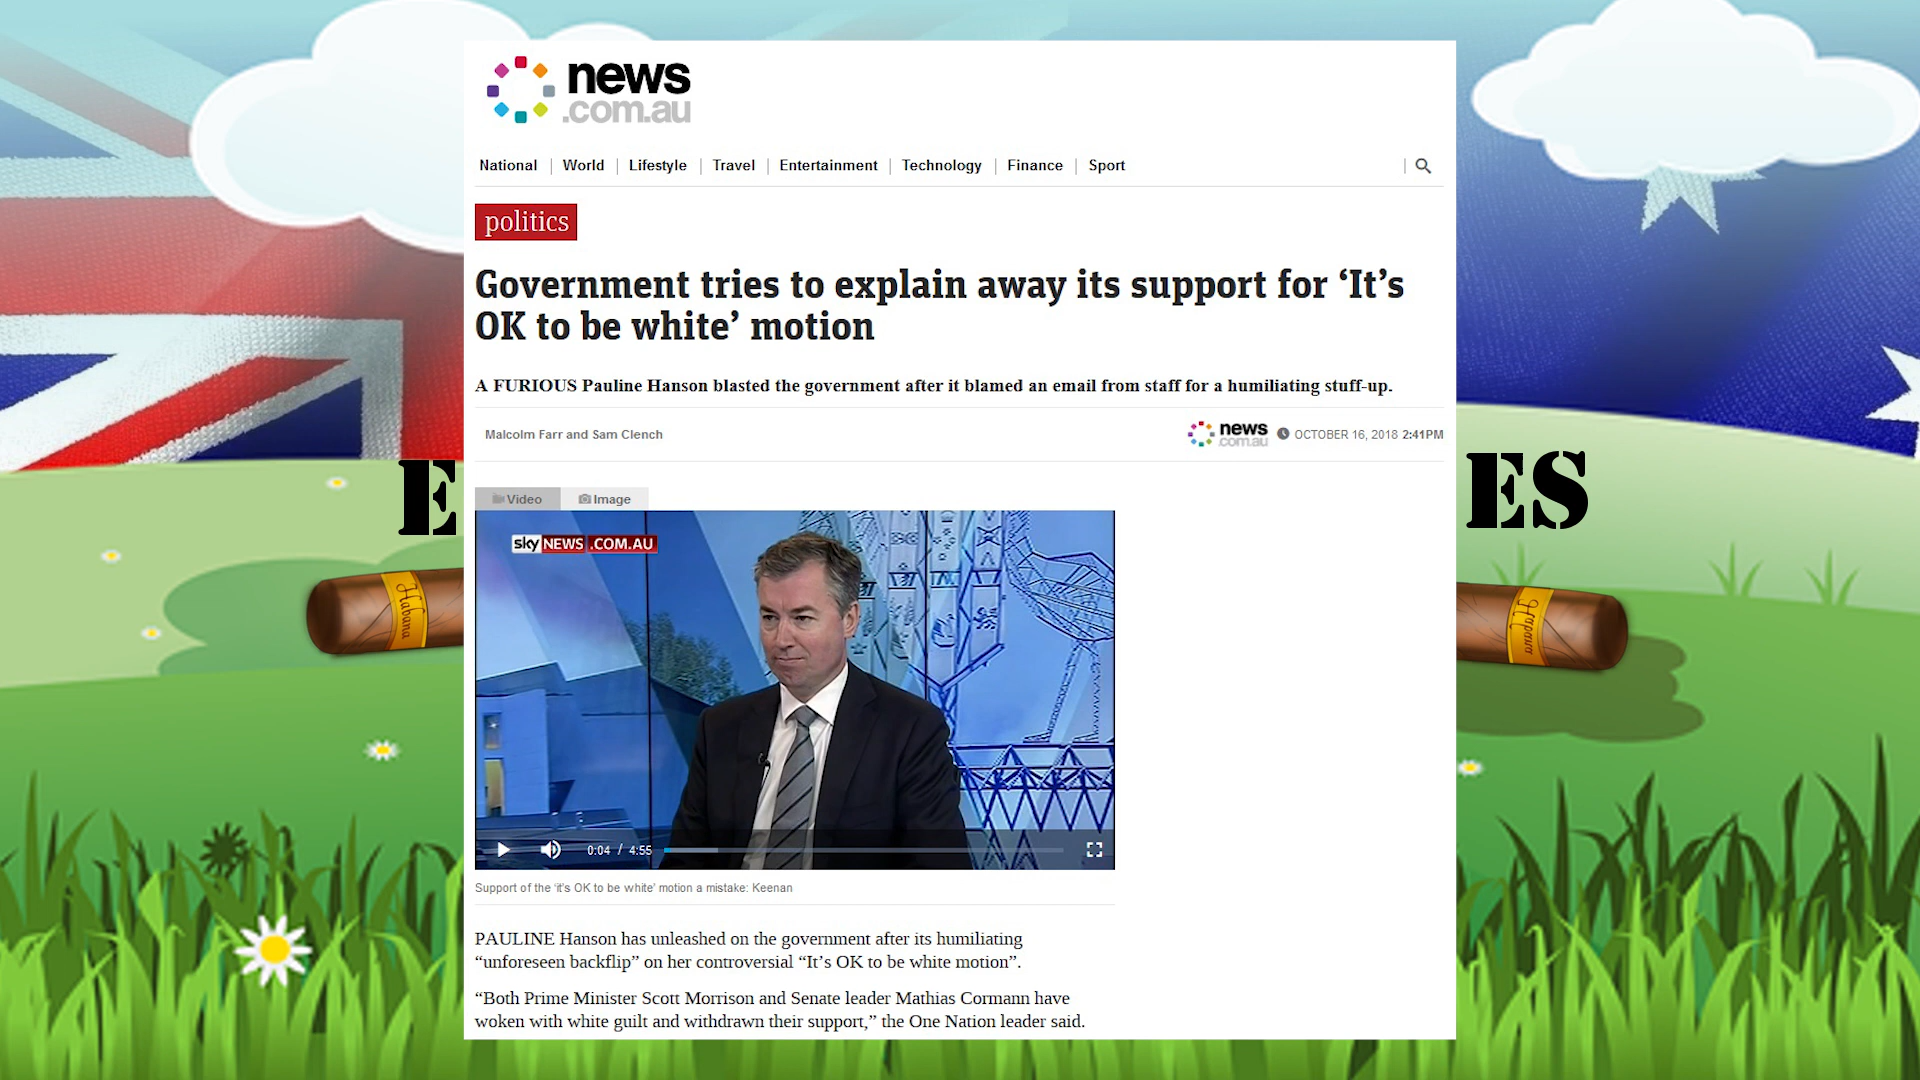 news
.com.au
National
World
Lifestyle
Travel
Entertainment
Technology
Finance
Sport
politics
Government tries to explain away its support for ‘It’s
OK to be white’ motion
A FURIOUS Pauline Hanson blasted the government after it blamed an email from staff for a humiliating stuff-up.
Malcolm Farr and Sam Clench
news
.com.au
OCTOBER 16, 2018 2:41PM
E
ES
Video
Image
sky NEWS .COM.AU
Habana
Habana
0:04 / 4:55
Support of the ‘it’s OK to be white’ motion a mistake: Keenan
PAULINE Hanson has unleashed on the government after its humiliating
“unforeseen backflip” on her controversial “It’s OK to be white motion”.
“Both Prime Minister Scott Morrison and Senate leader Mathias Cormann have
woken with white guilt and withdrawn their support,” the One Nation leader said.